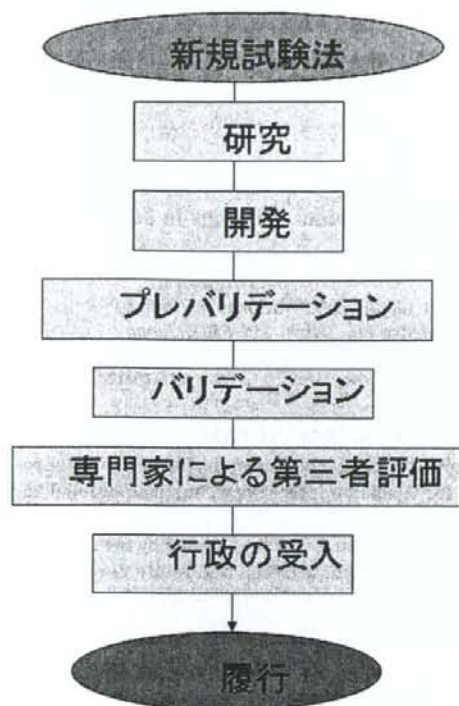 新規試験法
研究
開発
プレバリデーション
バリデーション
専門家による第三者評価
行政の受入
履行